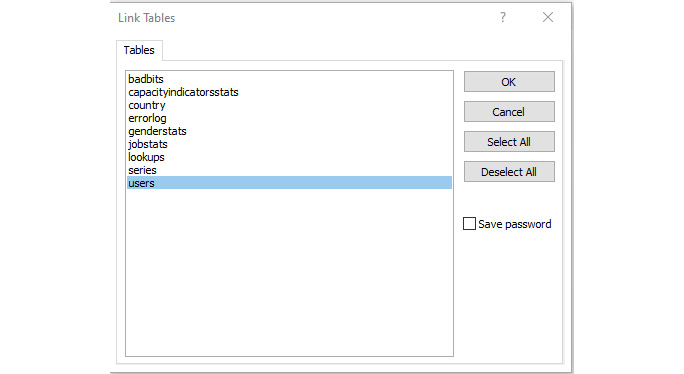 Link Tables
?
Tables
badbits
capacityindicatorsstats
country
errorlog
genderstats
jobstats
lookups
series
users
OK
Cancel
Select All
Deselect All
Save password